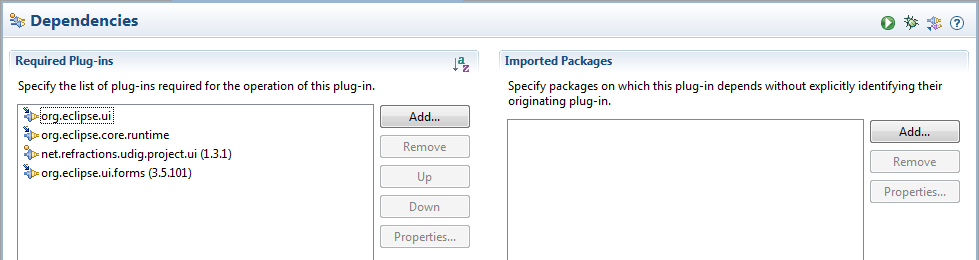 Dependencies
Required Plug-ins
Specify the list of plug-ins required for the operation of this plug-in.
org.eclipse.ui
org.eclipse.core.runtime
net.refractions.udig.project.ui (1.3.1)
org.eclipse.ui.forms (3.5.101)
Add...
Remove
Up
Down
Properties...
Imported Packages
Specify packages on which this plug-in depends without explicitly identifying their
originating plug-in.
Add...
Remove
Properties...